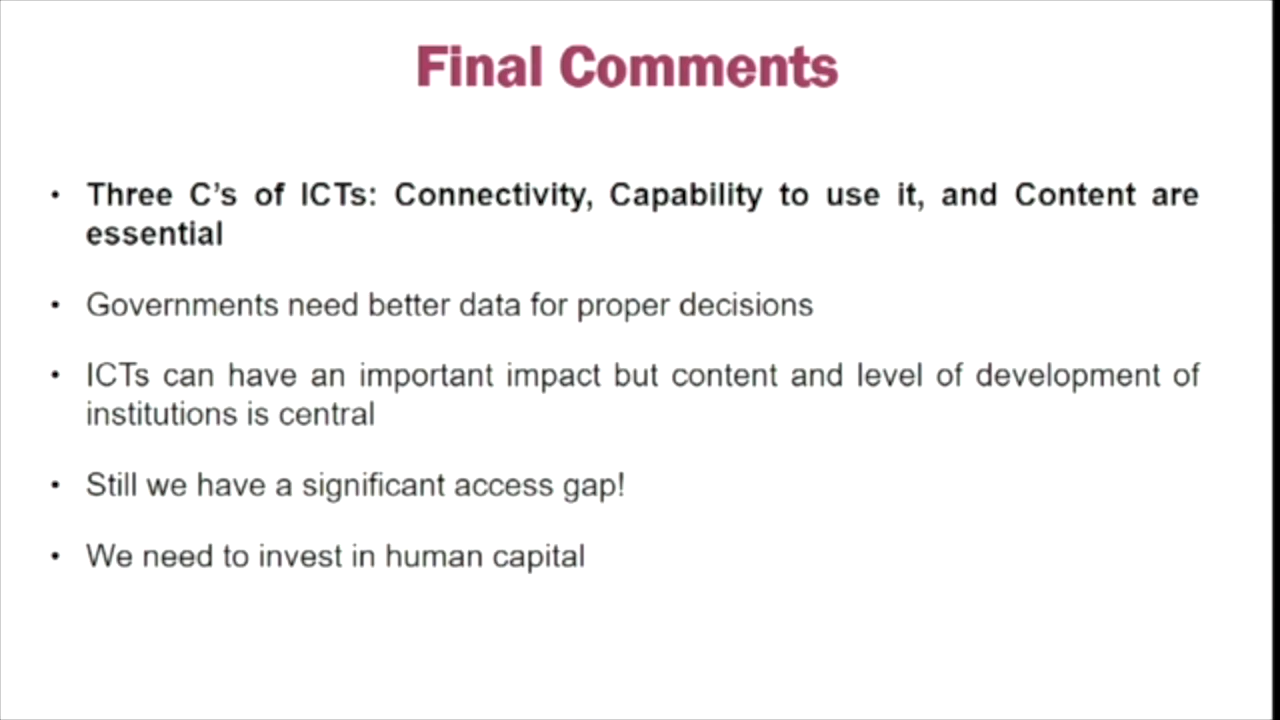 Final Comments
• Three C's of ICTs: Connectivity, Capability to use it, and Content are
essential
• Governments need better data for proper decisions
• ICTs can have an important impact but content and level of development of
institutions is central
• Still we have a significant access gap!
• We need to invest in human capital